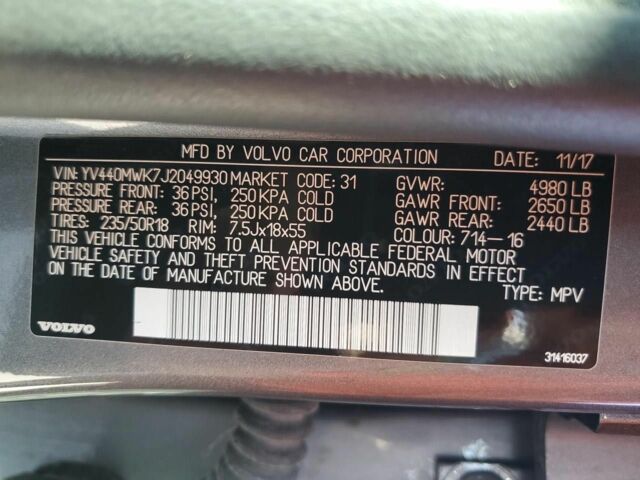 MFD BY VOLVO CAR CORPORATION DATE: 11/17
VIN: YV440MWK7J2049930 MARKET CODE: 31 GVWR: 4980 LB
PRESSURE FRONT: 36 PSI, 250 KPA COLD GAWR FRONT: 2650 LB
PRESSURE REAR: 36 PSI, 250 KPA COLD GAWR REAR: 2440 LB
TIRES: 235/50R18 RIM: 7.5Jx18x55 COLOUR: 714-16
THIS VEHICLE CONFORMS TO ALL APPLICABLE FEDERAL MOTOR
VEHICLE SAFETY AND THEFT PREVENTION STANDARDS IN EFFECT
ON THE DATE OF MANUFACTURE SHOWN ABOVE.
TYPE: MPV
VOLVO 31416037